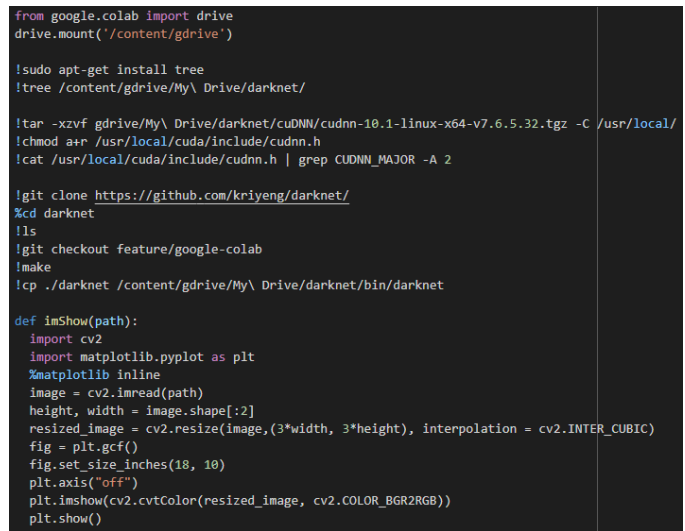 from google.colab import drive
drive.mount('/content/gdrive')
!sudo apt-get install tree
!tree /content/gdrive/My\ Drive/darknet/
!tar -xzvf gdrive/My\ Drive/darknet/cuDNN/cudnn-10.1-linux-x64-v7.6.5.32.tgz -C /usr/local/
!chmod a+r /usr/local/cuda/include/cudnn.h
!cat /usr/local/cuda/include/cudnn.h | grep CUDNN_MAJOR -A 2
!git clone https://github.com/kriyeng/darknet/
%cd darknet
!ls
!git checkout feature/google-colab
!make
!cp ./darknet /content/gdrive/My\ Drive/darknet/bin/darknet
def imShow(path):
  import cv2
  import matplotlib.pyplot as plt
  %matplotlib inline
  image = cv2.imread(path)
  height, width = image.shape[:2]
  resized_image = cv2.resize(image,(3*width, 3*height), interpolation = cv2.INTER_CUBIC)
  fig = plt.gcf()
  fig.set_size_inches(18, 10)
  plt.axis("off")
  plt.imshow(cv2.cvtColor(resized_image, cv2.COLOR_BGR2RGB))
  plt.show()